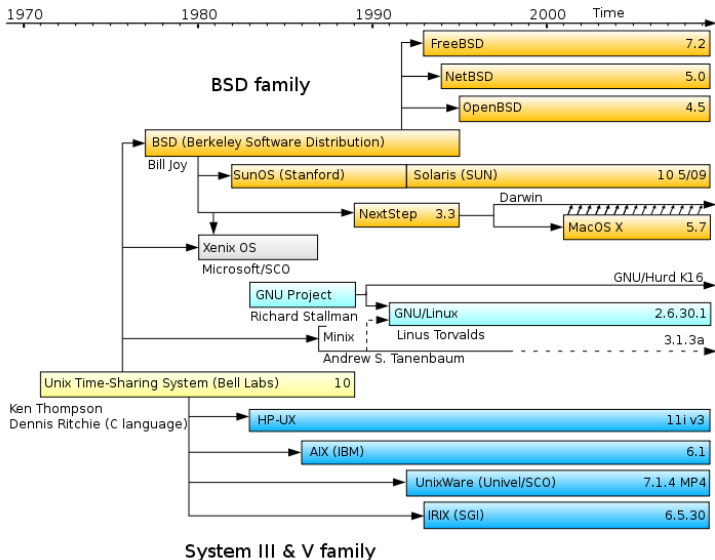 1970 1980 1990 2000 Time
FreeBSD 7.2
BSD family
NetBSD 5.0
OpenBSD 4.5
BSD (Berkeley Software Distribution)
Bill Joy
SunOS (Stanford) Solaris (SUN) 10 5/09
Darwin
NextStep 3.3
MacOS X 5.7
Xenix OS
Microsoft/SCO
GNU/Hurd K16
GNU Project
Richard Stallman
GNU/Linux 2.6.30.1
Linus Torvalds
Minix 3.1.3a
Andrew S. Tanenbaum
Unix Time-Sharing System (Bell Labs) 10
Ken Thompson
Dennis Ritchie (C language)
HP-UX 11i v3
AIX (IBM) 6.1
UnixWare (Univel/SCO) 7.1.4 MP4
IRIX (SGI) 6.5.30
System III & V family